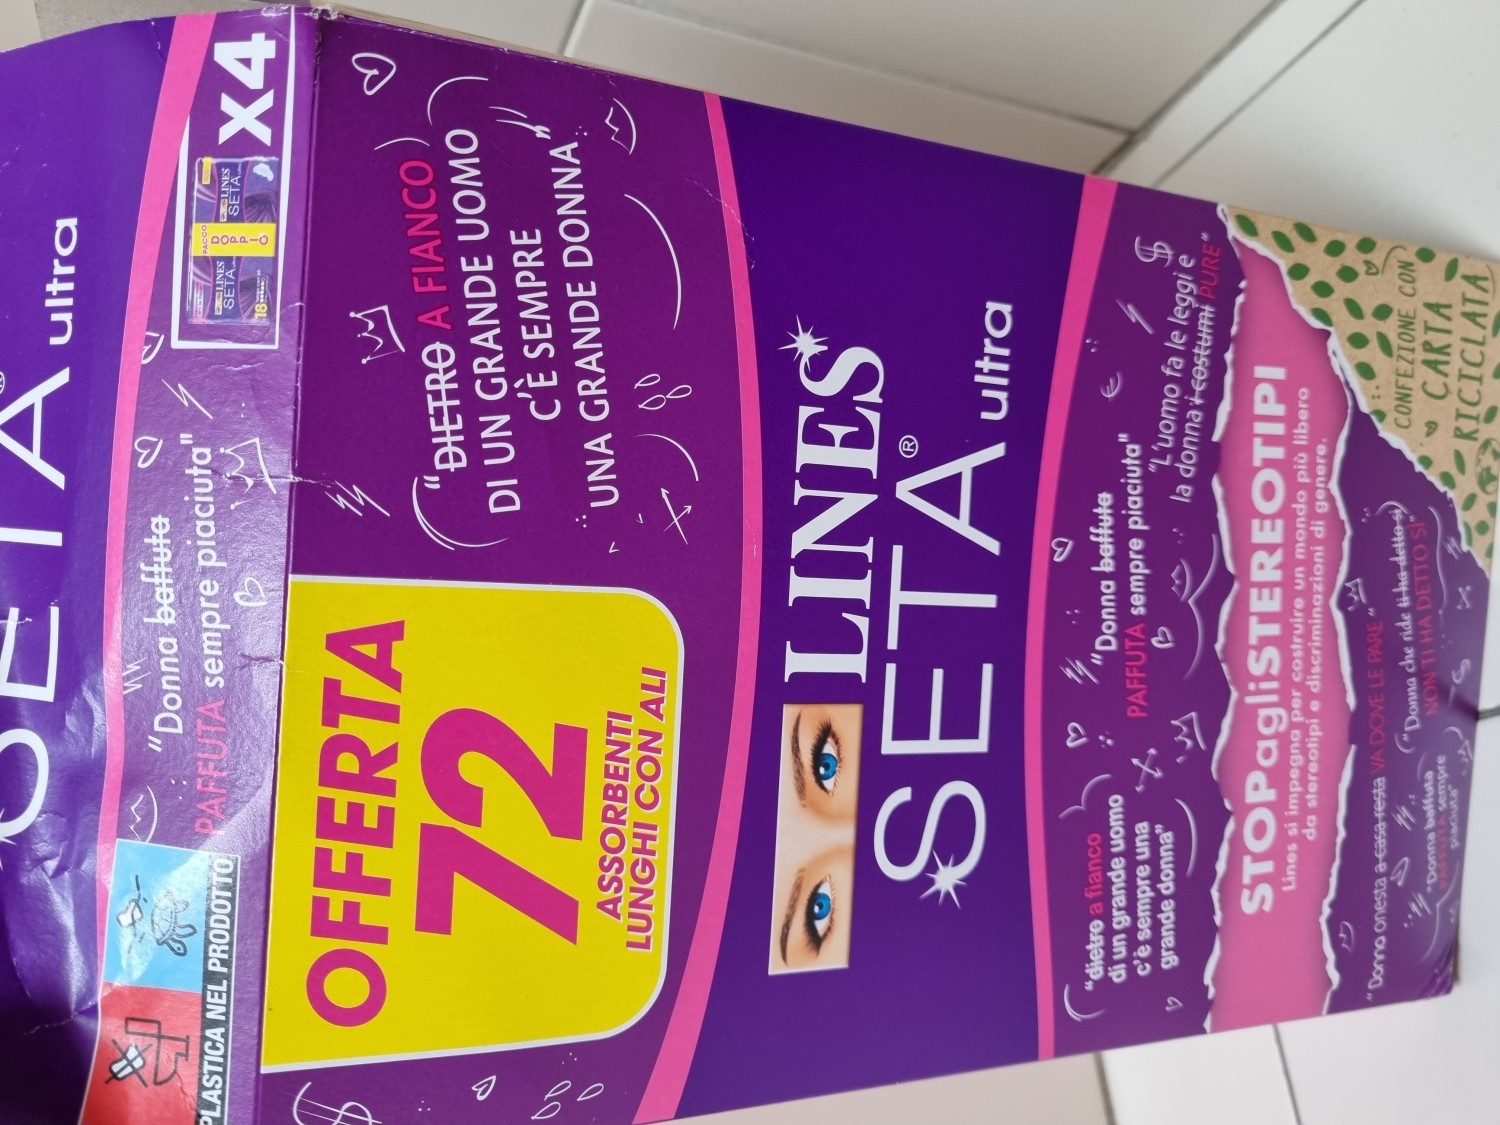 SETA®
ultra
X4
PACCO
DOPPIO
LINES
SETA
LINES
SETA
18
"Donna baffuta
PAFFUTA sempre piaciuta"
PLASTICA NEL PRODOTTO
"DIETRO A FIANCO
DI UN GRANDE UOMO
C'È SEMPRE
UNA GRANDE DONNA"
OFFERTA
72
ASSORBENTI
LUNGHI CON ALI
LINES
SETA®
ultra
"dietro a fianco
di un grande uomo
c'è sempre una
grande donna"
"Donna baffuta
PAFFUTA sempre piaciuta"
"L'uomo fa le leggi e
la donna i costumi PURE"
STOPagliSTEREOTIPI
Lines si impegna per costruire un mondo più libero
da stereotipi e discriminazioni di genere.
"Donna onesta a casa resta VA DOVE LE PARE"
"Donna che ride ti ha detto sì
NON TI HA DETTO SÌ"
"Donna baffuta
PAFFUTA sempre
piaciuta"
CONFEZIONE CON
CARTA
RICICLATA